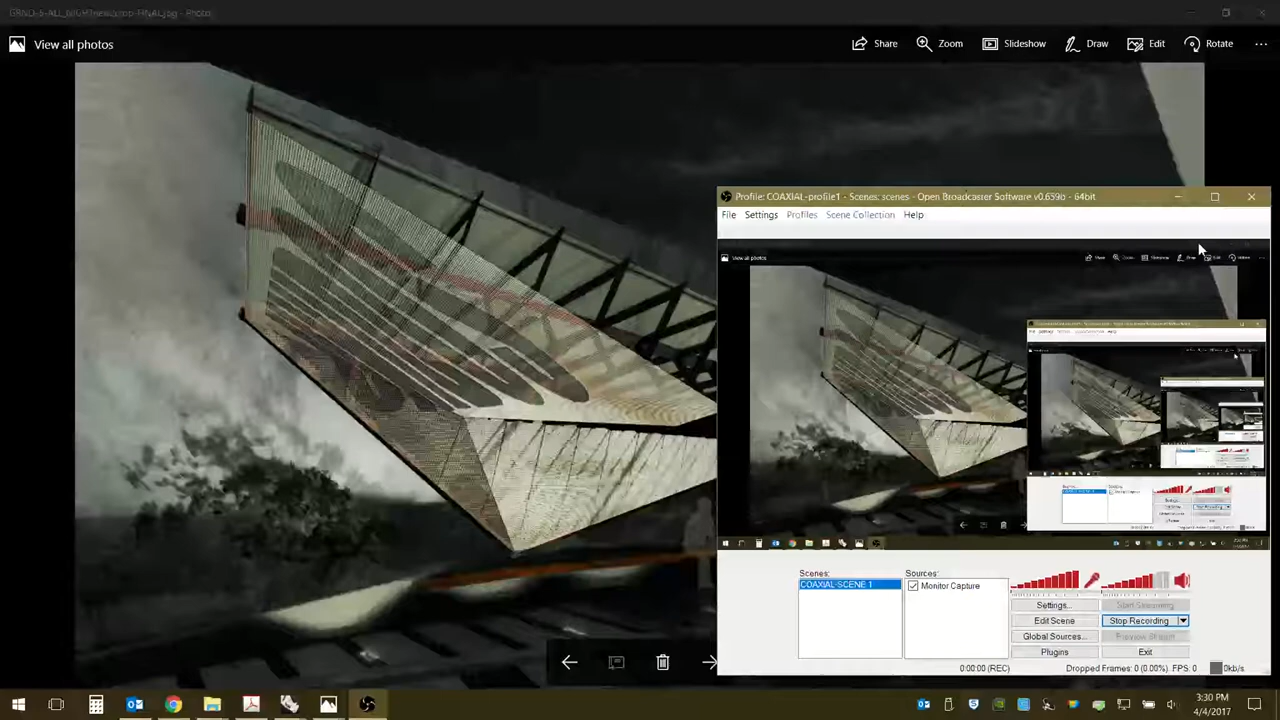 View all photos
Share
Zoom
Slideshow
Draw
Edit
Rotate
Profile: COAXIAL-profile1 - Scenes: scenes - Open Broadcaster Software v0.659b - 64bit
File Settings Profiles Scene Collection Help
View all photos
Scenes:
COAXIAL-SCENE 1
Sources:
Monitor Capture
Settings...
Start Streaming
Edit Scene
Stop Recording
Global Sources...
Preview Stream
Plugins
Exit
0:00:00 (REC)
Dropped Frames: 0 (0.00%) FPS: 0
0kb/s
3:30 PM
4/4/2017